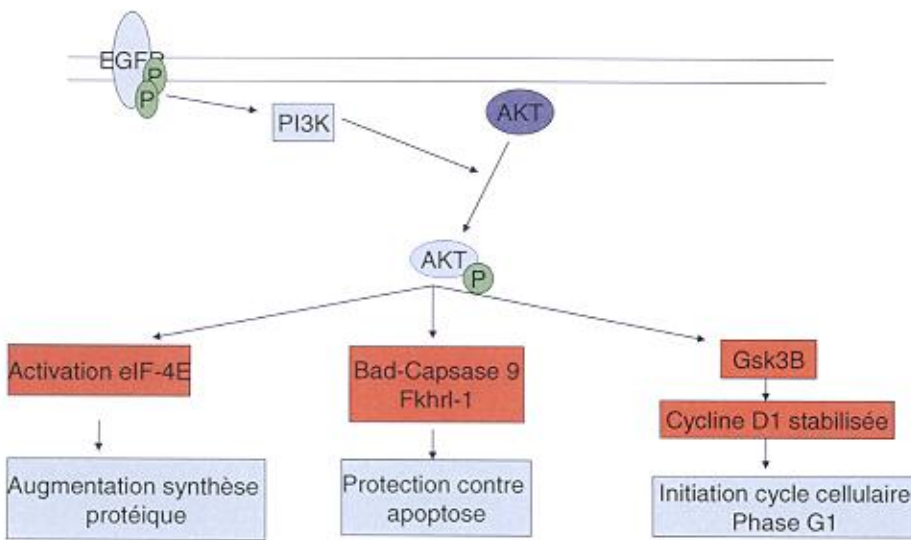 EGFR
P
P
PI3K
AKT
AKT
P
Activation eIF-4E
Bad-Capsase 9
Fkhrl-1
Gsk3B
Cycline D1 stabilisée
Augmentation synthèse
protéique
Protection contre
apoptose
Initiation cycle cellulaire
Phase G1